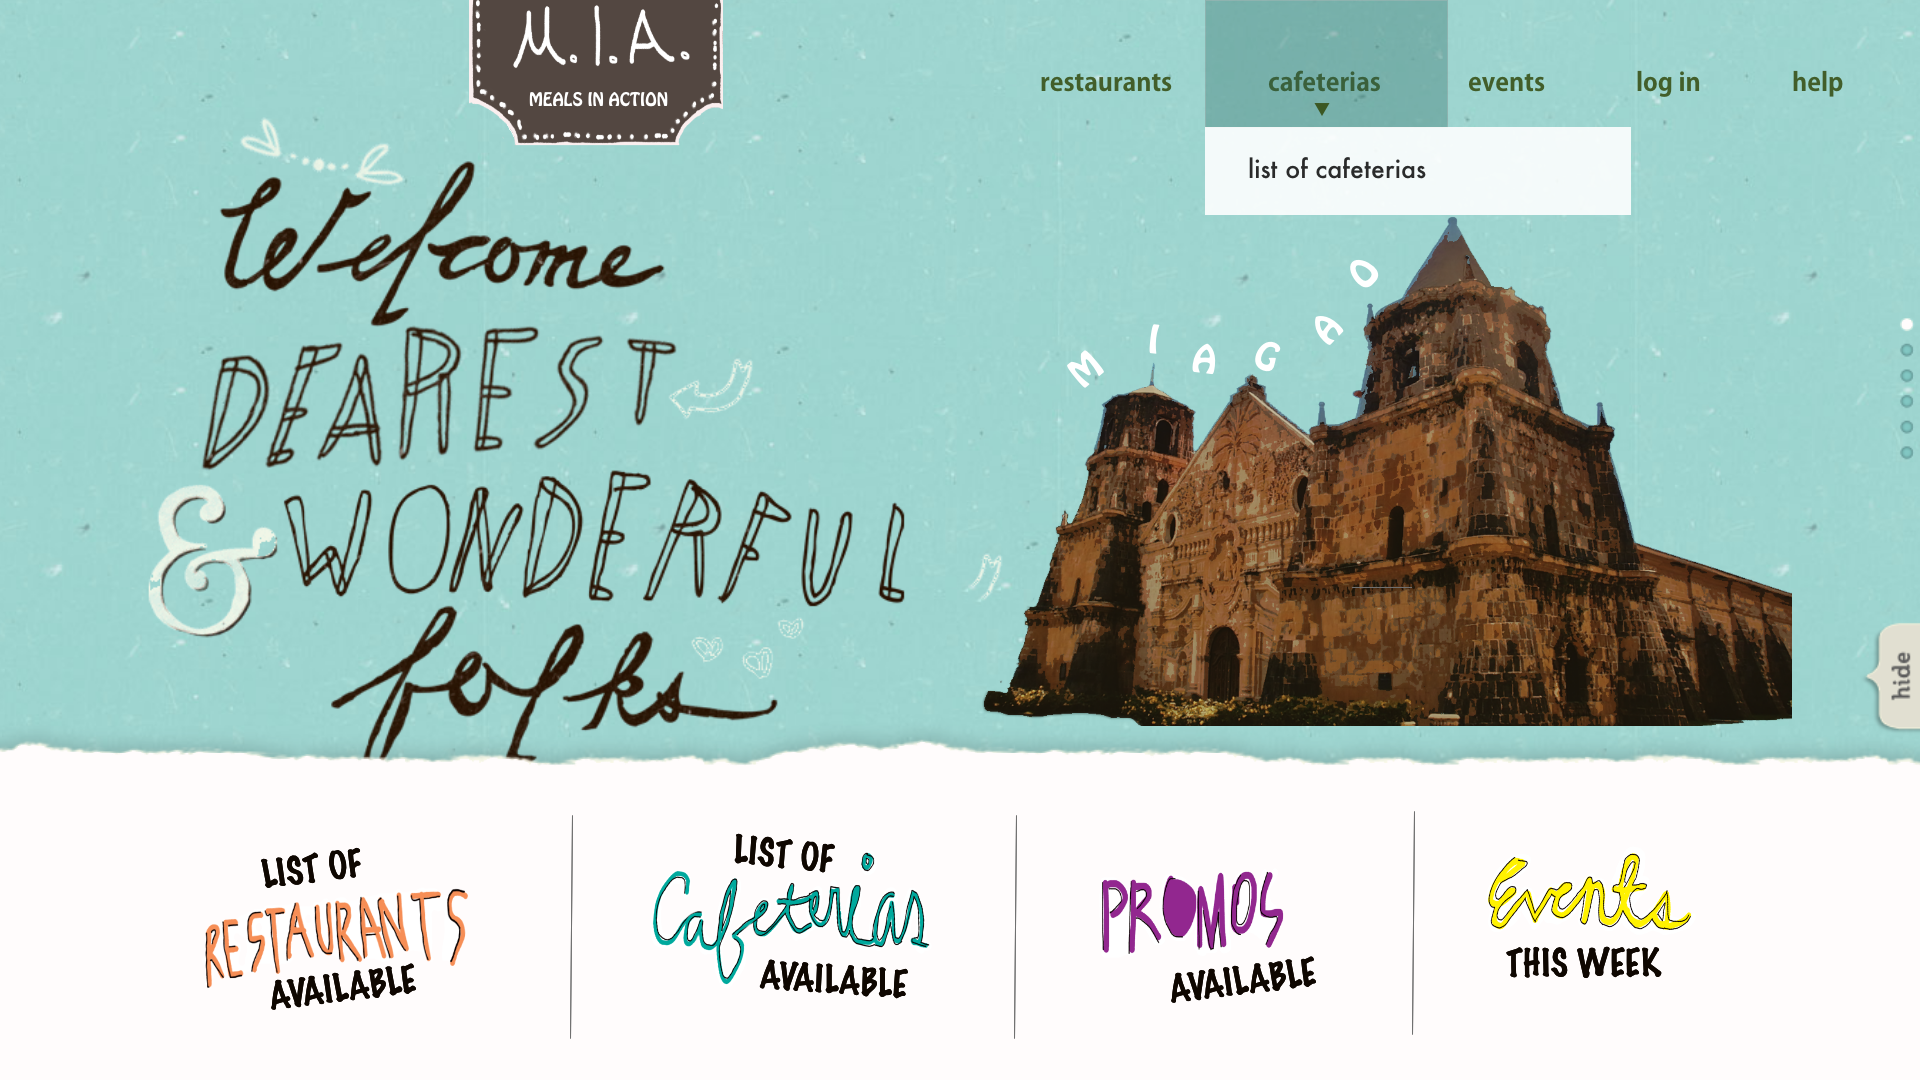 M.I.A.
MEALS IN ACTION
restaurants
cafeterias
events
log in
help
list of cafeterias
Welcome
DEAREST
& WONDERFUL
folks
MIAGAO
hide
LIST OF
RESTAURANTS
AVAILABLE
LIST OF
Cafeterias
AVAILABLE
PROMOS
AVAILABLE
Events
THIS WEEK